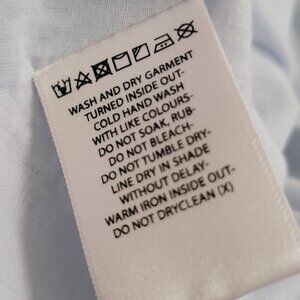 WASH AND DRY GARMENT
TURNED INSIDE OUT-
COLD HAND WASH
WITH LIKE COLOURS-
DO NOT SOAK, RUB-
DO NOT BLEACH-
DO NOT TUMBLE DRY-
LINE DRY IN SHADE
WITHOUT DELAY-
WARM IRON INSIDE OUT-
DO NOT DRYCLEAN (X)